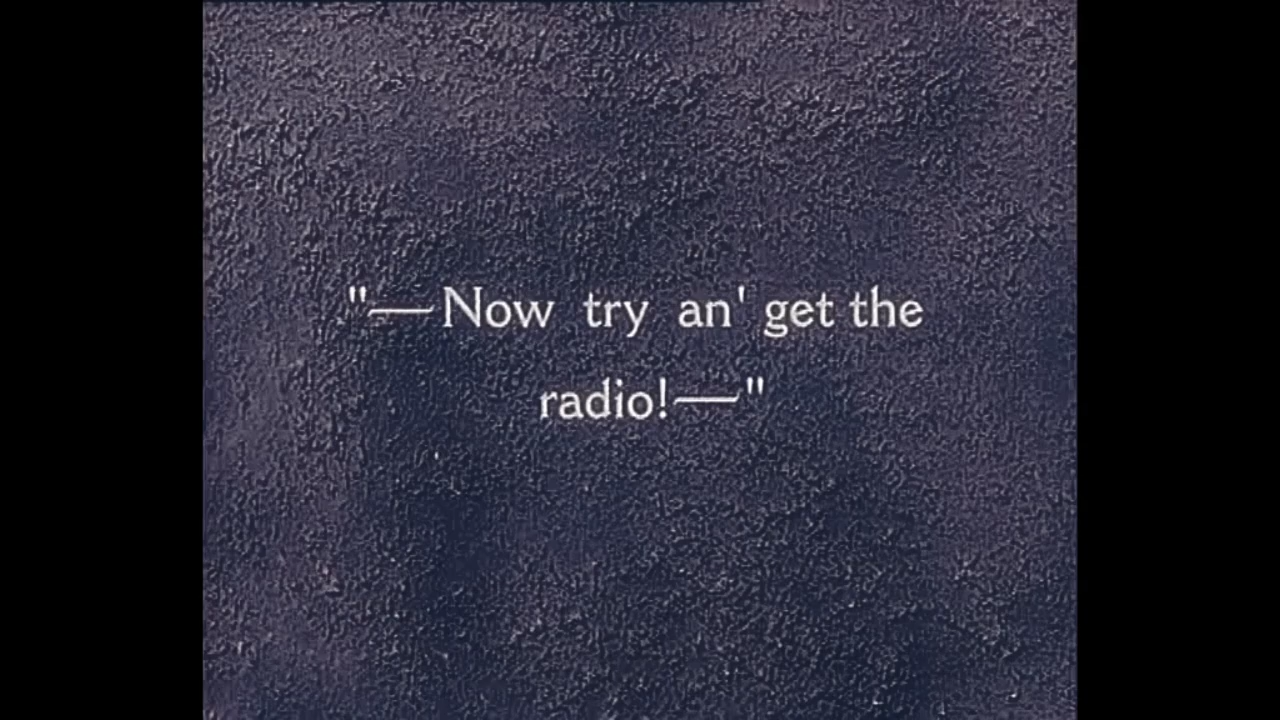 "—Now try an' get the
radio!—"